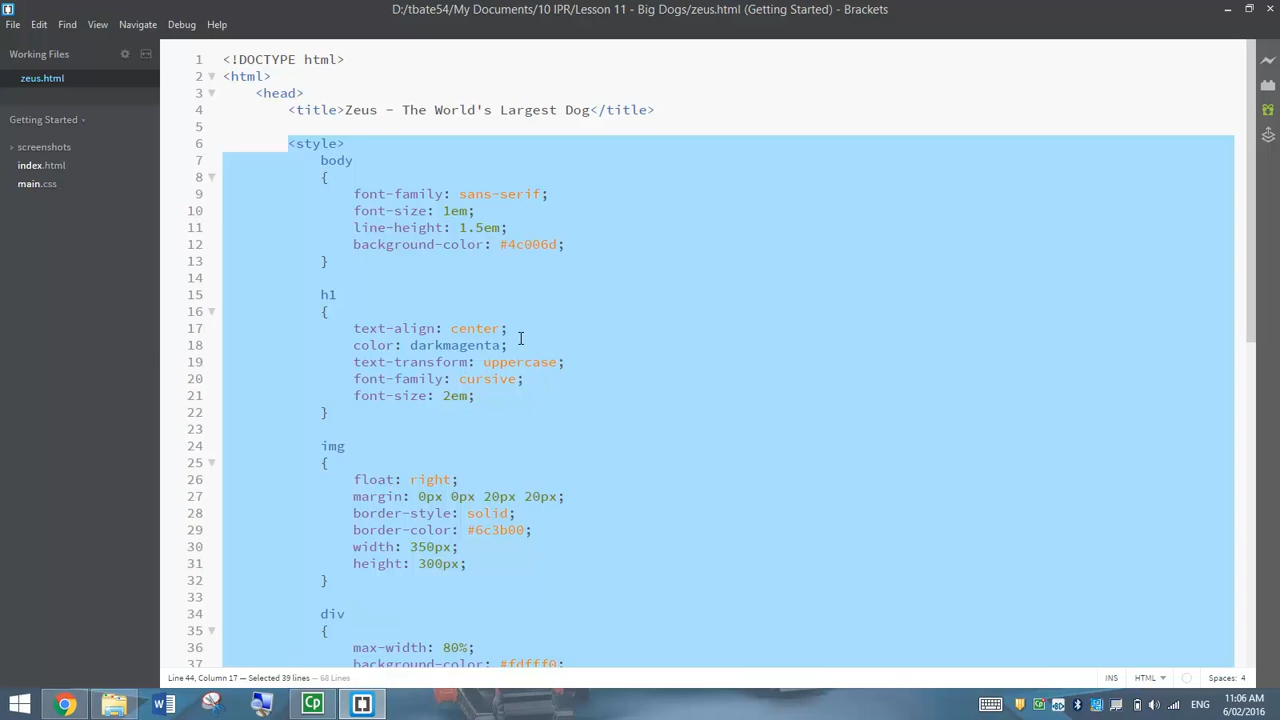 D:/tbate54/My Documents/10 IPR/Lesson 11 - Big Dogs/zeus.html (Getting Started) - Brackets
File Edit View Navigate Debug Help
Working Files
zeus.html
Getting Started
screenshots
index.html
main.css
1 <!DOCTYPE html>
2 <html>
3 <head>
4 <title>Zeus - The World's Largest Dog</title>
5
6 <style>
7 body
8 {
9 font-family: sans-serif;
10 font-size: 1em;
11 line-height: 1.5em;
12 background-color: #4c006d;
13 }
14
15 h1
16 {
17 text-align: center;
18 color: darkmagenta;
19 text-transform: uppercase;
20 font-family: cursive;
21 font-size: 2em;
22 }
23
24 img
25 {
26 float: right;
27 margin: 0px 0px 20px 20px;
28 border-style: solid;
29 border-color: #6c3b00;
30 width: 350px;
31 height: 300px;
32 }
33
34 div
35 {
36 max-width: 80%;
37 background-color: #fdfff0;
Line 44, Column 17 — Selected 39 lines — 68 Lines
INS HTML Spaces: 4
ENG
11:06 AM
6/02/2016